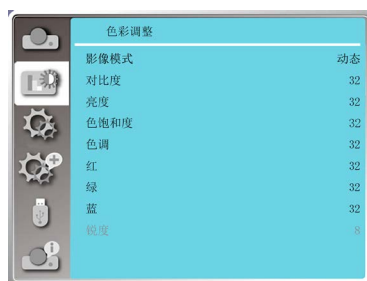 色彩调整
影像模式 动态
对比度 32
亮度 32
色饱和度 32
色调 32
红 32
绿 32
蓝 32
锐度 8